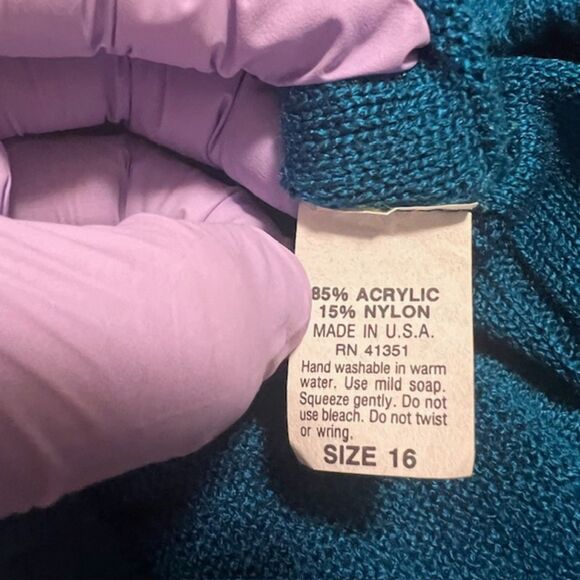 85% ACRYLIC
15% NYLON
MADE IN U.S.A.
RN 41351
Hand washable in warm
water. Use mild soap.
Squeeze gently. Do not
use bleach. Do not twist
or wring.
SIZE 16